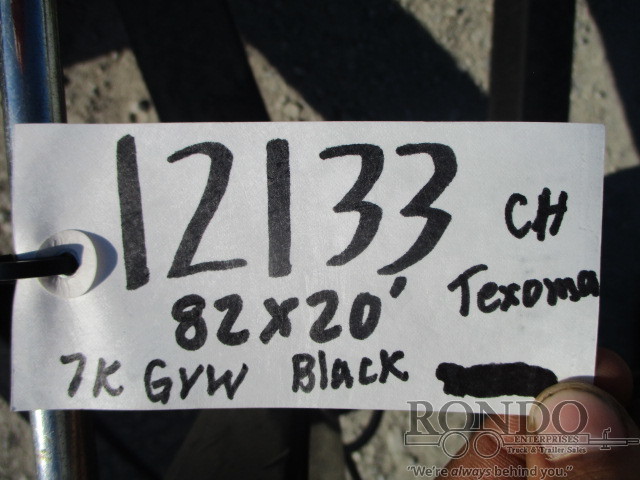 12133
CH
82x20'
Texoma
7K GVW Black
RONDO
ENTERPRISES
Truck & Trailer Sales
"We're always behind you."